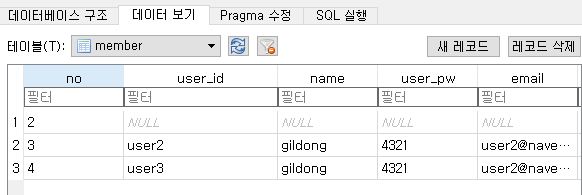 데이터베이스 구조 데이터 보기 Pragma 수정 SQL 실행
테이블(T): member 새 레코드 레코드 삭제
no user_id name user_pw email
필터 필터 필터 필터 필터
1 2 NULL NULL NULL NULL
2 3 user2 gildong 4321 user2@nave…
3 4 user3 gildong 4321 user2@nave…